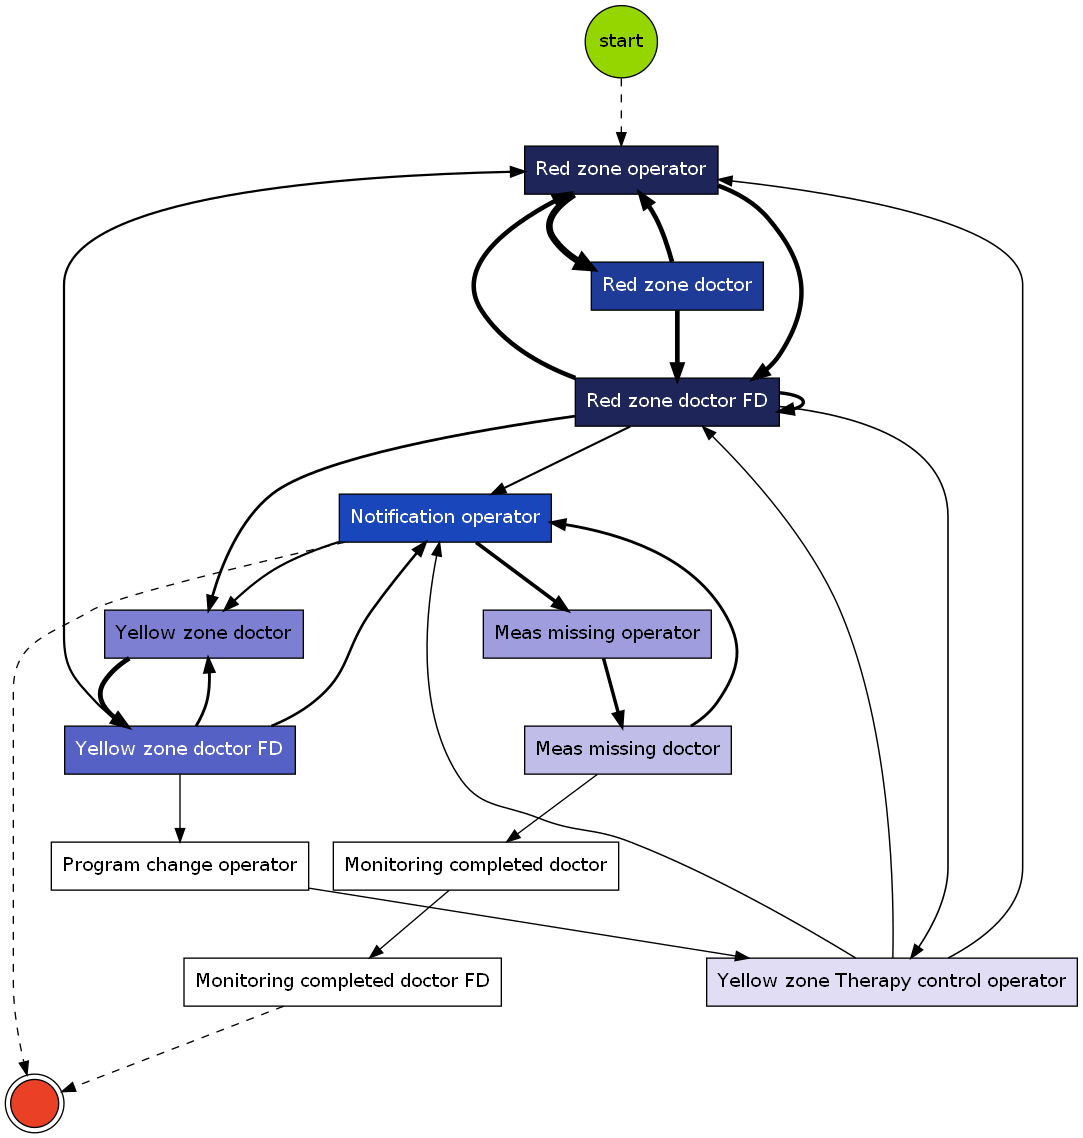 start
Red zone operator
Red zone doctor
Red zone doctor FD
Notification operator
Yellow zone doctor
Meas missing operator
Yellow zone doctor FD
Meas missing doctor
Program change operator
Monitoring completed doctor
Monitoring completed doctor FD
Yellow zone Therapy control operator